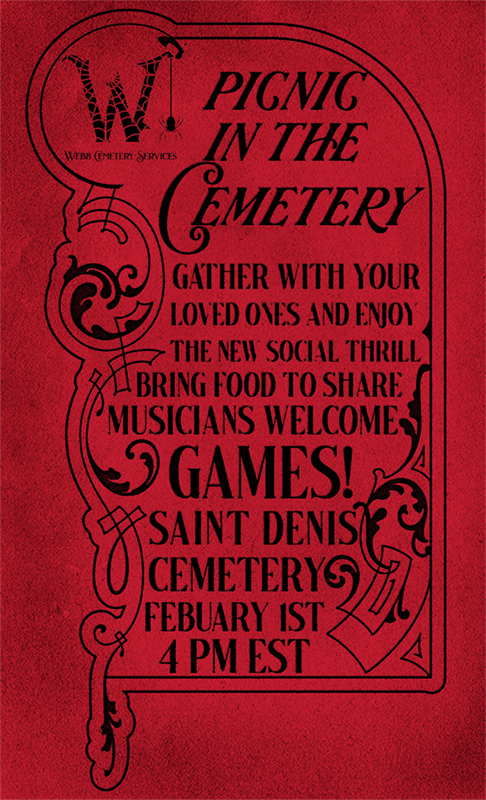 W
WEBB CEMETERY SERVICES
PICNIC
IN THE
CEMETERY
GATHER WITH YOUR
LOVED ONES AND ENJOY
THE NEW SOCIAL THRILL
BRING FOOD TO SHARE
MUSICIANS WELCOME
GAMES!
SAINT DENIS
CEMETERY
FEBUARY 1ST
4 PM EST